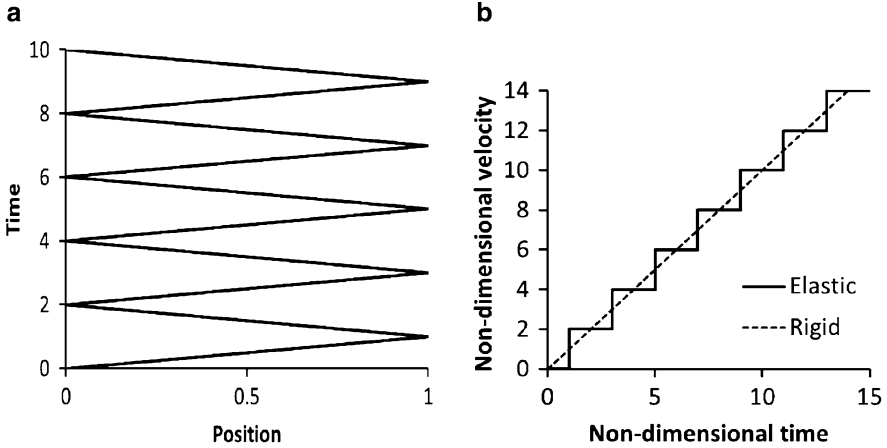 a
10
8
6
4
2
0
Time
0 0.5 1
Position
b
14
12
10
8
6
4
2
0
Non-dimensional velocity
Elastic
Rigid
0 5 10 15
Non-dimensional time